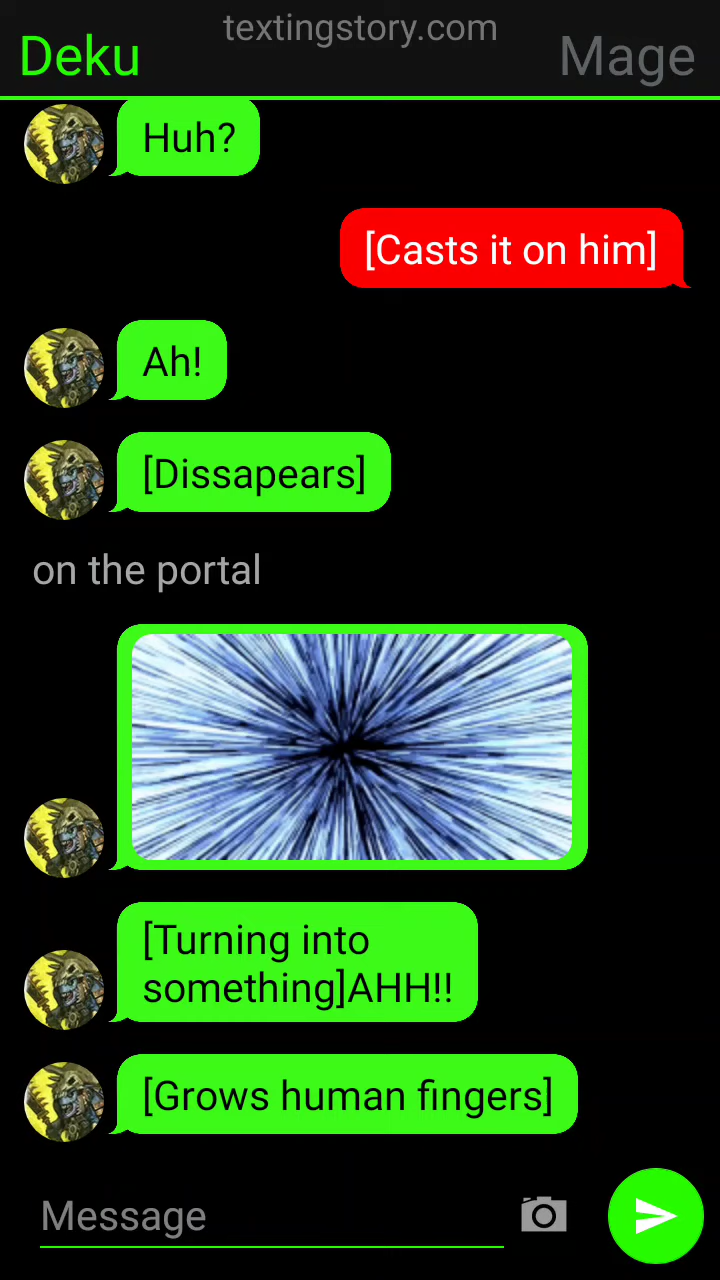 textingstory.com
Deku
Mage
Huh?
[Casts it on him]
Ah!
[Dissapears]
on the portal
[Turning into
something]AHH!!
[Grows human fingers]
Message